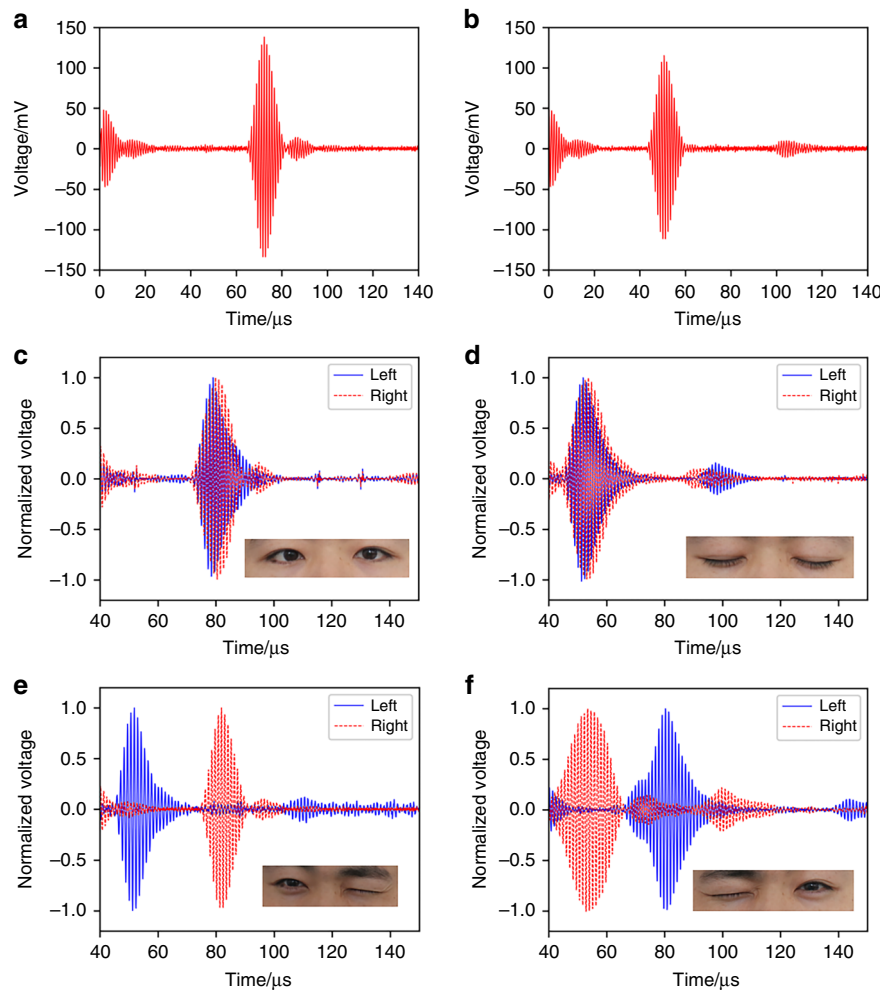 a
b
150
100
50
0
−50
−100
−150
Voltage/mV
0 20 40 60 80 100 120 140
Time/μs
150
100
50
0
−50
−100
−150
Voltage/mV
0 20 40 60 80 100 120 140
Time/μs
c
d
1.0
0.5
0.0
−0.5
−1.0
Normalized voltage
Left
Right
40 60 80 100 120 140
Time/μs
1.0
0.5
0.0
−0.5
−1.0
Normalized voltage
Left
Right
40 60 80 100 120 140
Time/μs
e
f
1.0
0.5
0.0
−0.5
−1.0
Normalized voltage
Left
Right
40 60 80 100 120 140
Time/μs
1.0
0.5
0.0
−0.5
−1.0
Normalized voltage
Left
Right
40 60 80 100 120 140
Time/μs